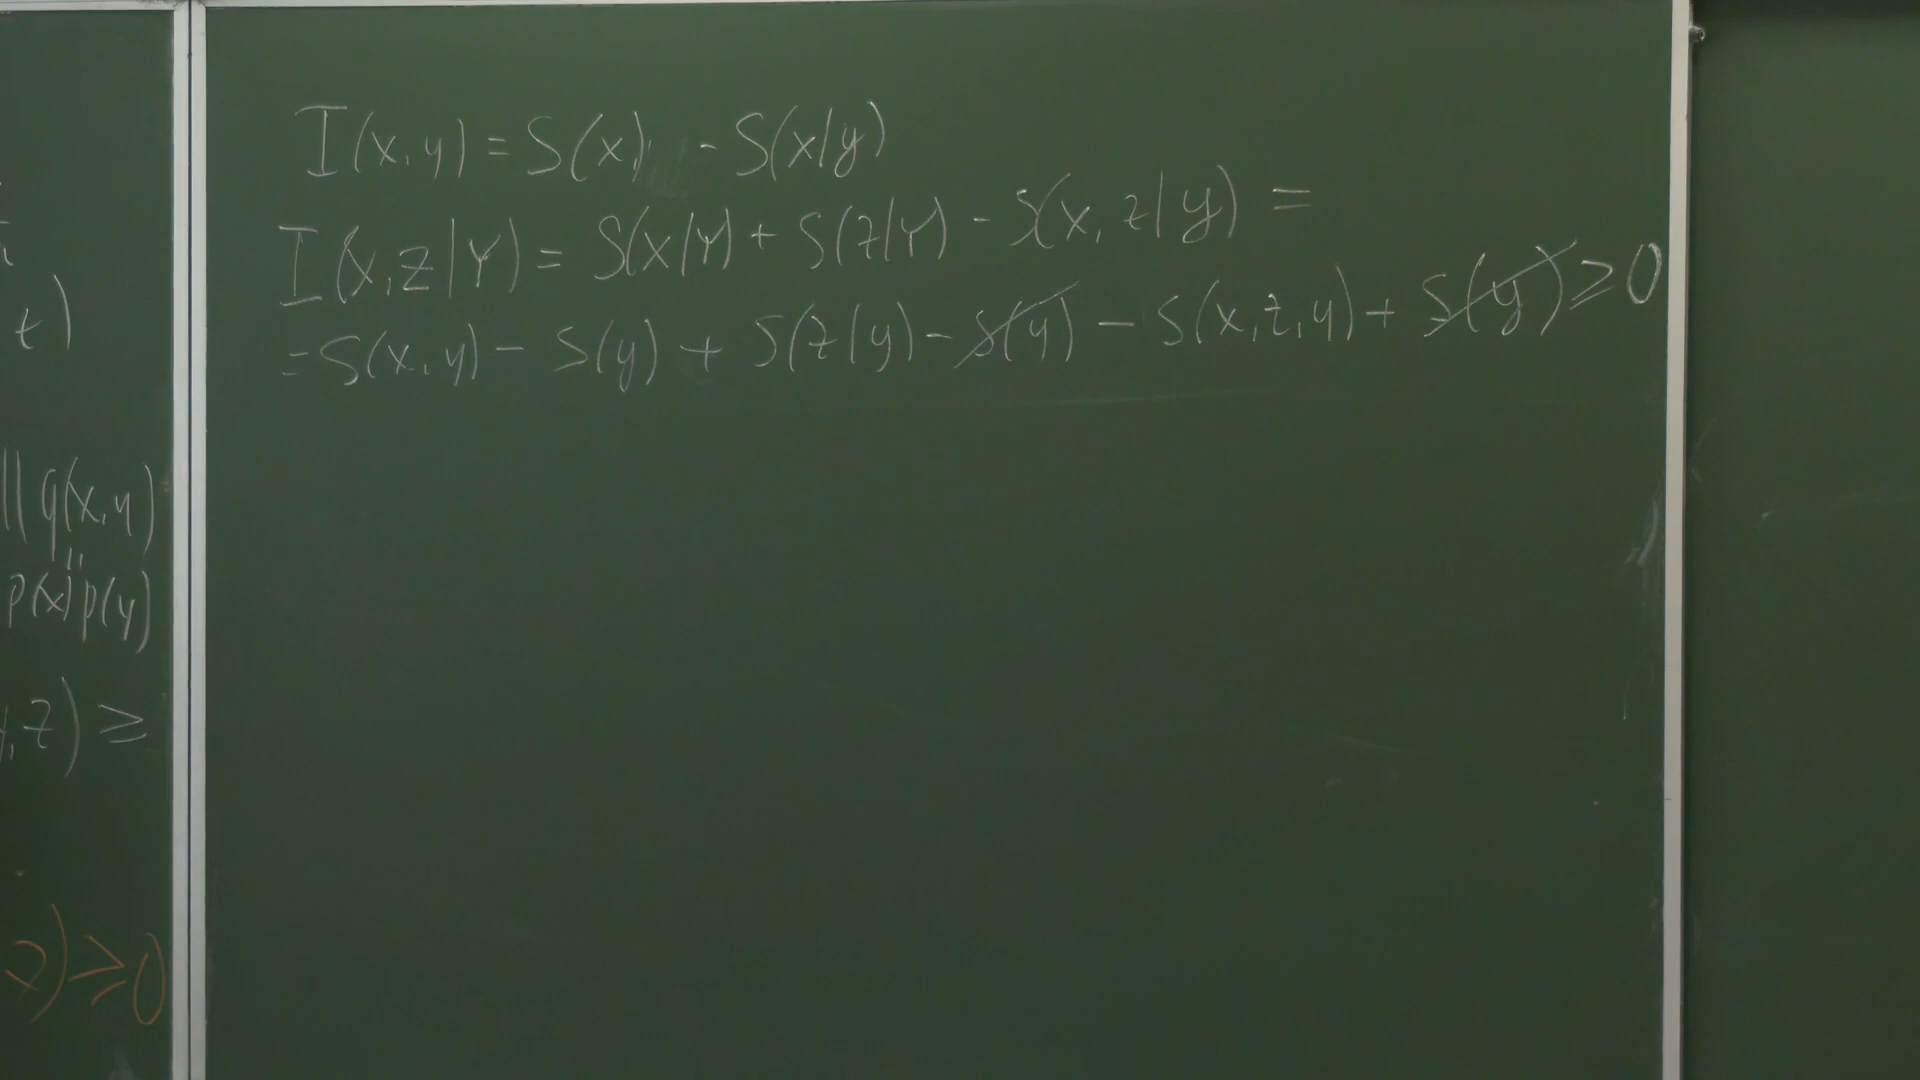 t)
|| q(x,y)
"
p(x)p(y)
,z) ≥
z) ≥ 0
I(x,y) = S(x) - S(x/y)
I(x,z|Y) = S(x/Y) + S(z/Y) - S(x,z|y) =
= S(x,y) - S(y) + S(z/y) - S(y) - S(x,z,y) + S(y) ≥ 0